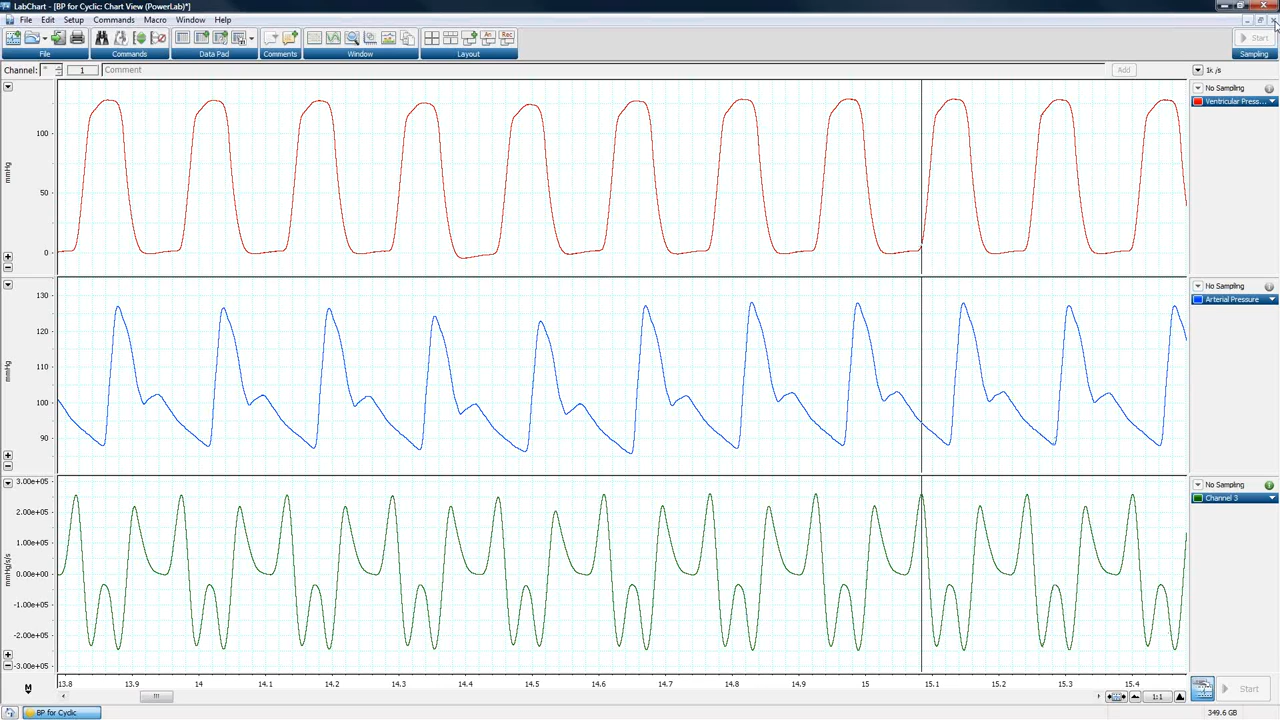 LabChart - [BP for Cyclic: Chart View (PowerLab)*]
File Edit Setup Commands Macro Window Help
Start
File Commands Data Pad Comments Window Layout Sampling
Channel: * 1 Comment Add 1k /s
No Sampling
Ventricular Press...
100
50
0
mmHg
No Sampling
Arterial Pressure
130
120
110
100
90
mmHg
No Sampling
Channel 3
3.00e+05
2.00e+05
1.00e+05
0.00e+00
-1.00e+05
-2.00e+05
-3.00e+05
mmHg/s/s
13.8 13.9 14 14.1 14.2 14.3 14.4 14.5 14.6 14.7 14.8 14.9 15 15.1 15.2 15.3 15.4
1:1 Start
BP for Cyclic 349.6 GB